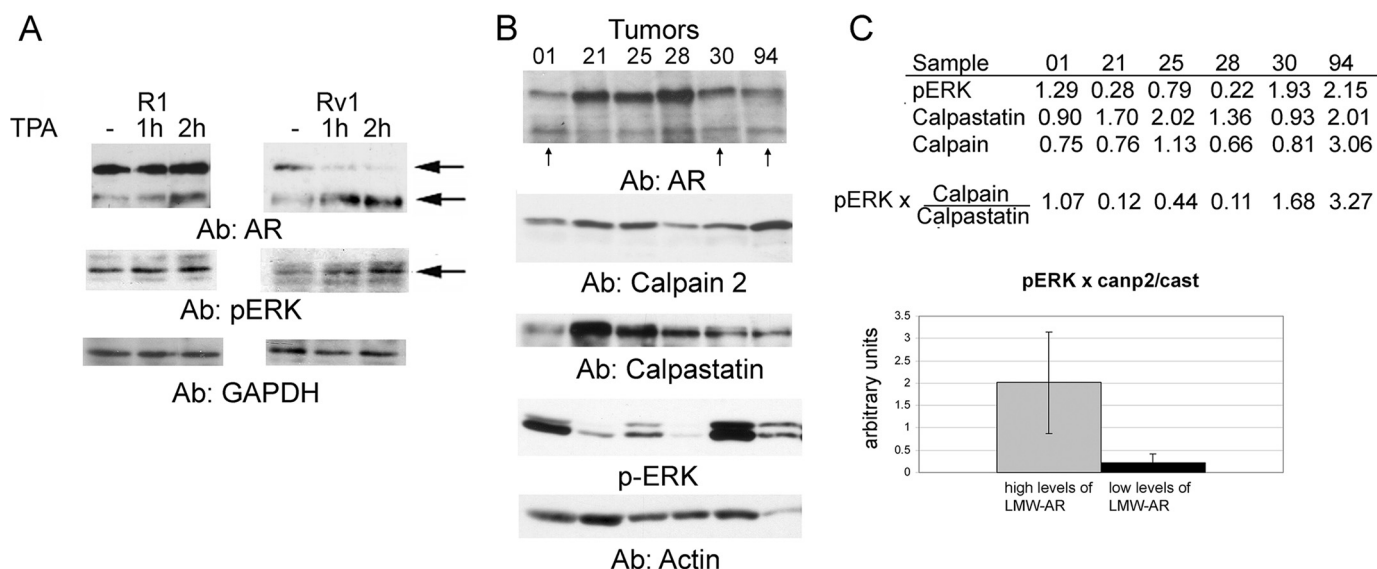 A
R1 Rv1
TPA - 1h 2h - 1h 2h
Ab: AR
Ab: pERK
Ab: GAPDH
B
Tumors
01 21 25 28 30 94
Ab: AR
Ab: Calpain 2
Ab: Calpastatin
p-ERK
Ab: Actin
C
Sample 01 21 25 28 30 94
pERK 1.29 0.28 0.79 0.22 1.93 2.15
Calpastatin 0.90 1.70 2.02 1.36 0.93 2.01
Calpain 0.75 0.76 1.13 0.66 0.81 3.06
pERK x Calpain
Calpastatin 1.07 0.12 0.44 0.11 1.68 3.27
pERK x canp2/cast
arbitrary units
3.5
3
2.5
2
1.5
1
0.5
0
high levels of
LMW-AR
low levels of
LMW-AR